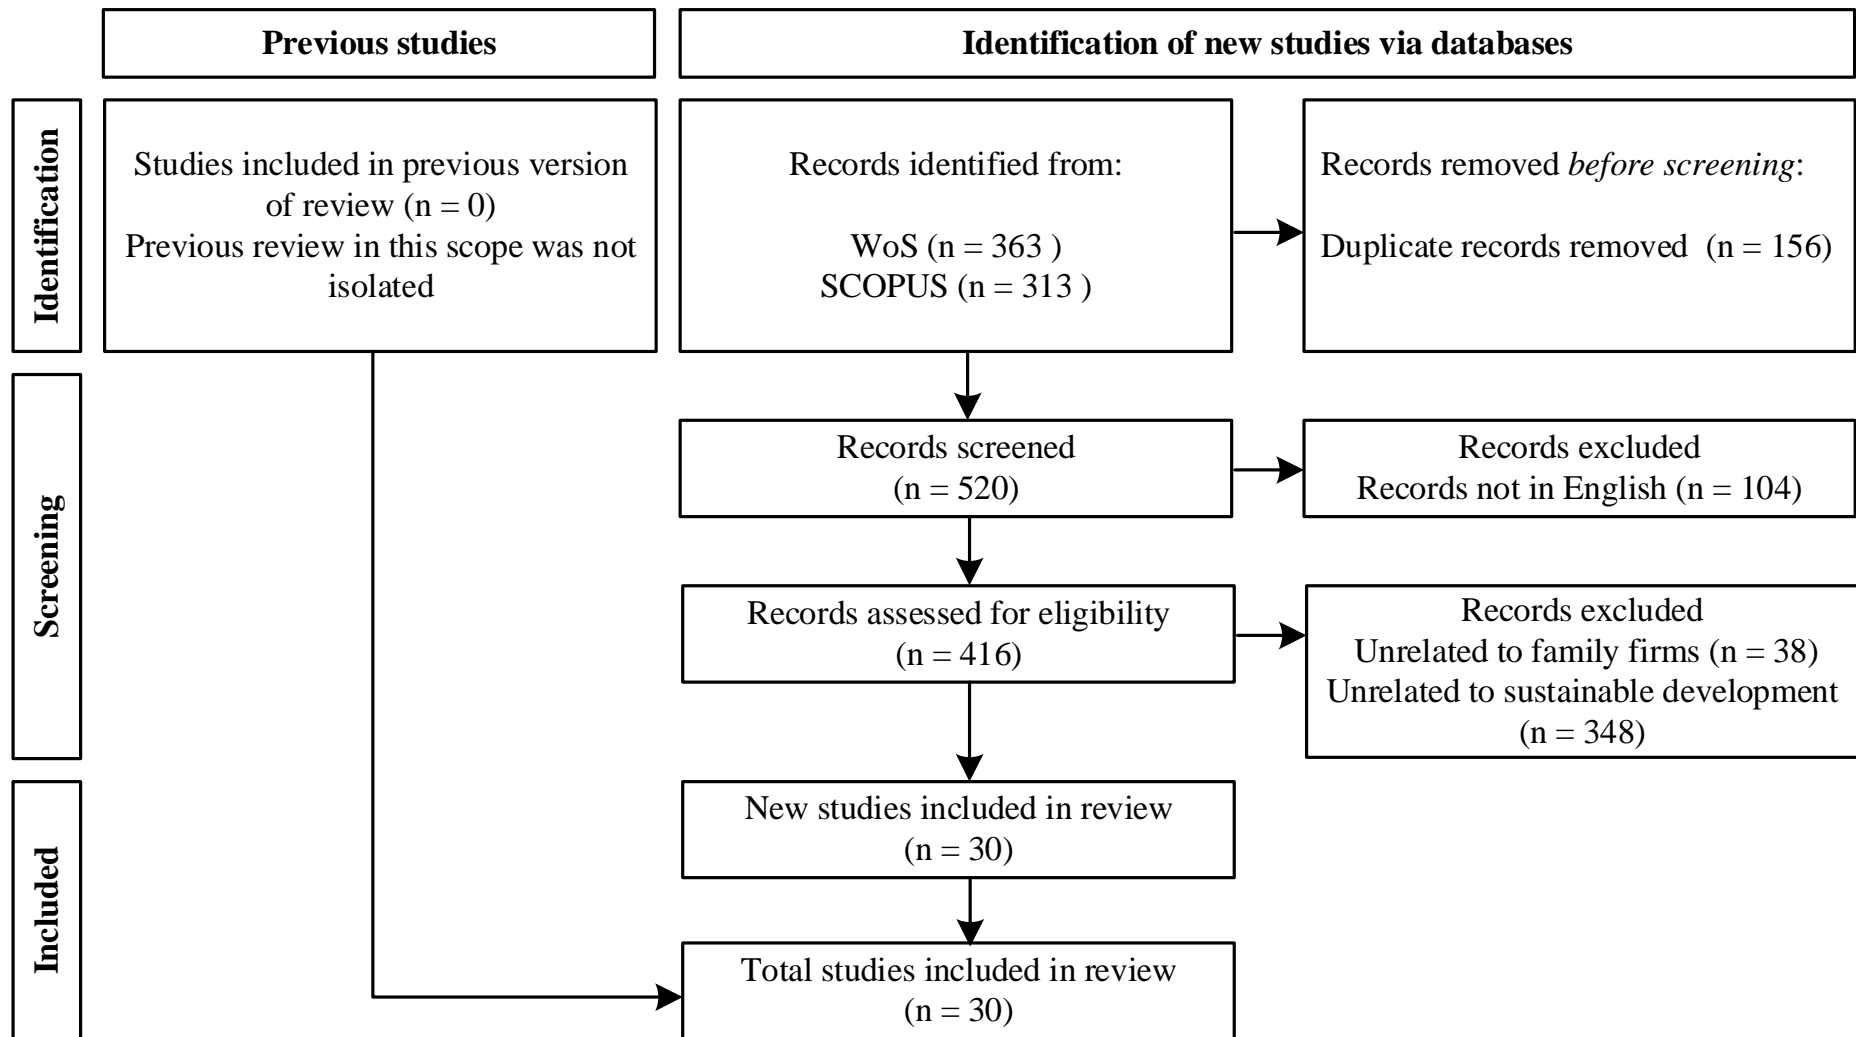 Previous studies
Identification of new studies via databases
Identification
Studies included in previous version
of review (n = 0)
Previous review in this scope was not
isolated
Records identified from:
WoS (n = 363 )
SCOPUS (n = 313 )
Records removed before screening:
Duplicate records removed  (n = 156)
Screening
Records screened
(n = 520)
Records excluded
Records not in English (n = 104)
Records assessed for eligibility
(n = 416)
Records excluded
Unrelated to family firms (n = 38)
Unrelated to sustainable development
(n = 348)
Included
New studies included in review
(n = 30)
Total studies included in review
(n = 30)